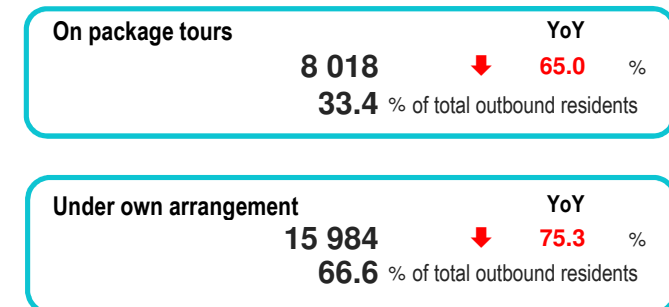 On package tours YoY
8 018 65.0 %
33.4 % of total outbound residents
Under own arrangement YoY
15 984 75.3 %
66.6 % of total outbound residents